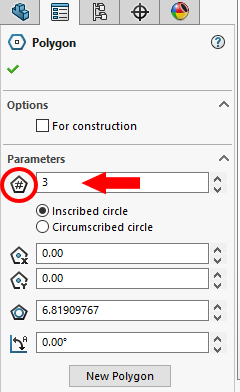 Polygon
?
Options
For construction
Parameters
# 3
Inscribed circle
Circumscribed circle
X 0.00
Y 0.00
6.81909767
A 0.00°
New Polygon